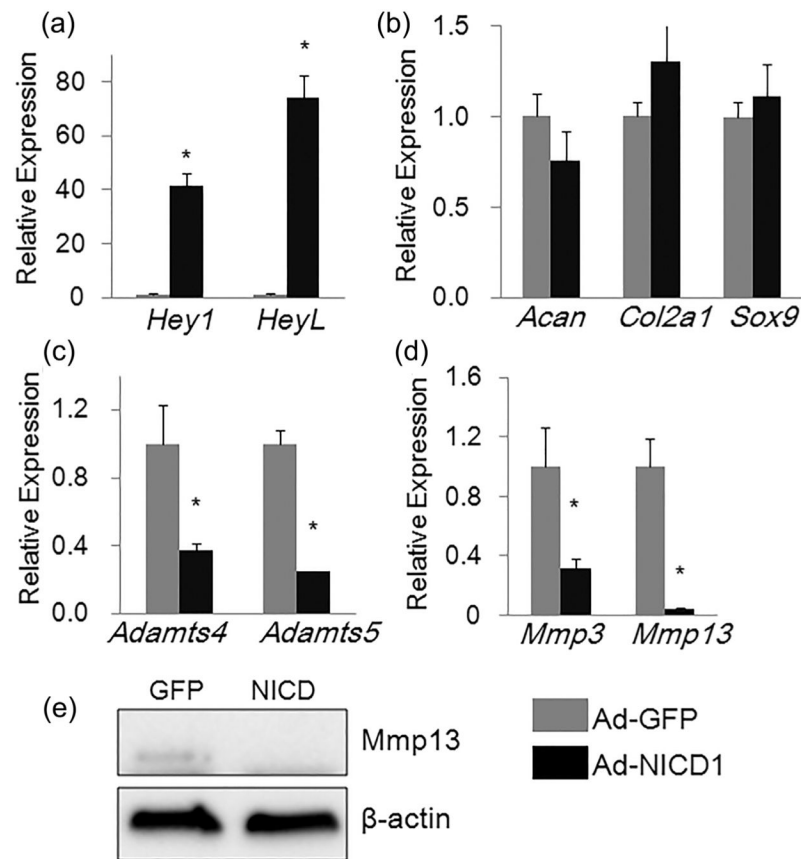 (a)
Relative Expression
80
60
40
20
0
*
*
Hey1 HeyL
(b)
Relative Expression
1.5
1.0
0.5
0.0
Acan Col2a1 Sox9
(c)
Relative Expression
1.2
0.8
0.4
0.0
*
*
Adamts4 Adamts5
(d)
Relative Expression
1.6
1.2
0.8
0.4
0
*
*
Mmp3 Mmp13
(e)
GFP NICD
Mmp13
β-actin
Ad-GFP
Ad-NICD1